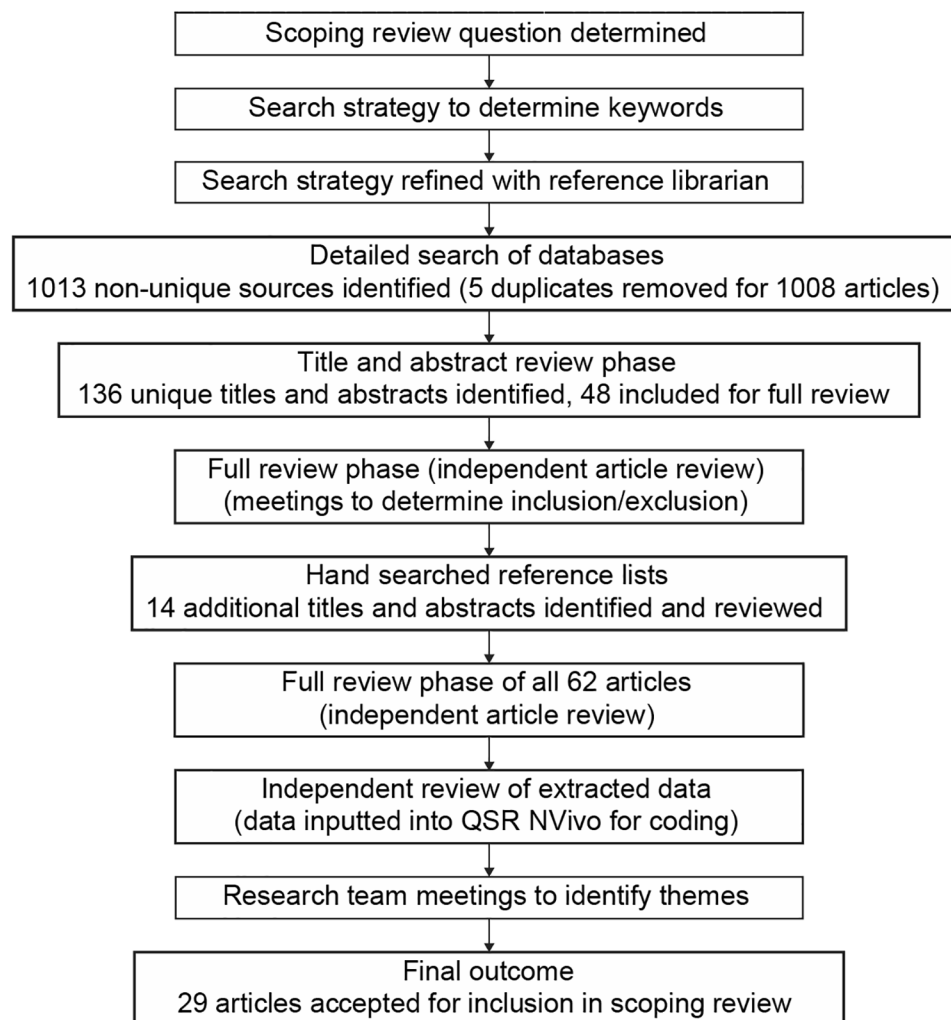 Scoping review question determined
Search strategy to determine keywords
Search strategy refined with reference librarian
Detailed search of databases
1013 non-unique sources identified (5 duplicates removed for 1008 articles)
Title and abstract review phase
136 unique titles and abstracts identified, 48 included for full review
Full review phase (independent article review)
(meetings to determine inclusion/exclusion)
Hand searched reference lists
14 additional titles and abstracts identified and reviewed
Full review phase of all 62 articles
(independent article review)
Independent review of extracted data
(data inputted into QSR NVivo for coding)
Research team meetings to identify themes
Final outcome
29 articles accepted for inclusion in scoping review